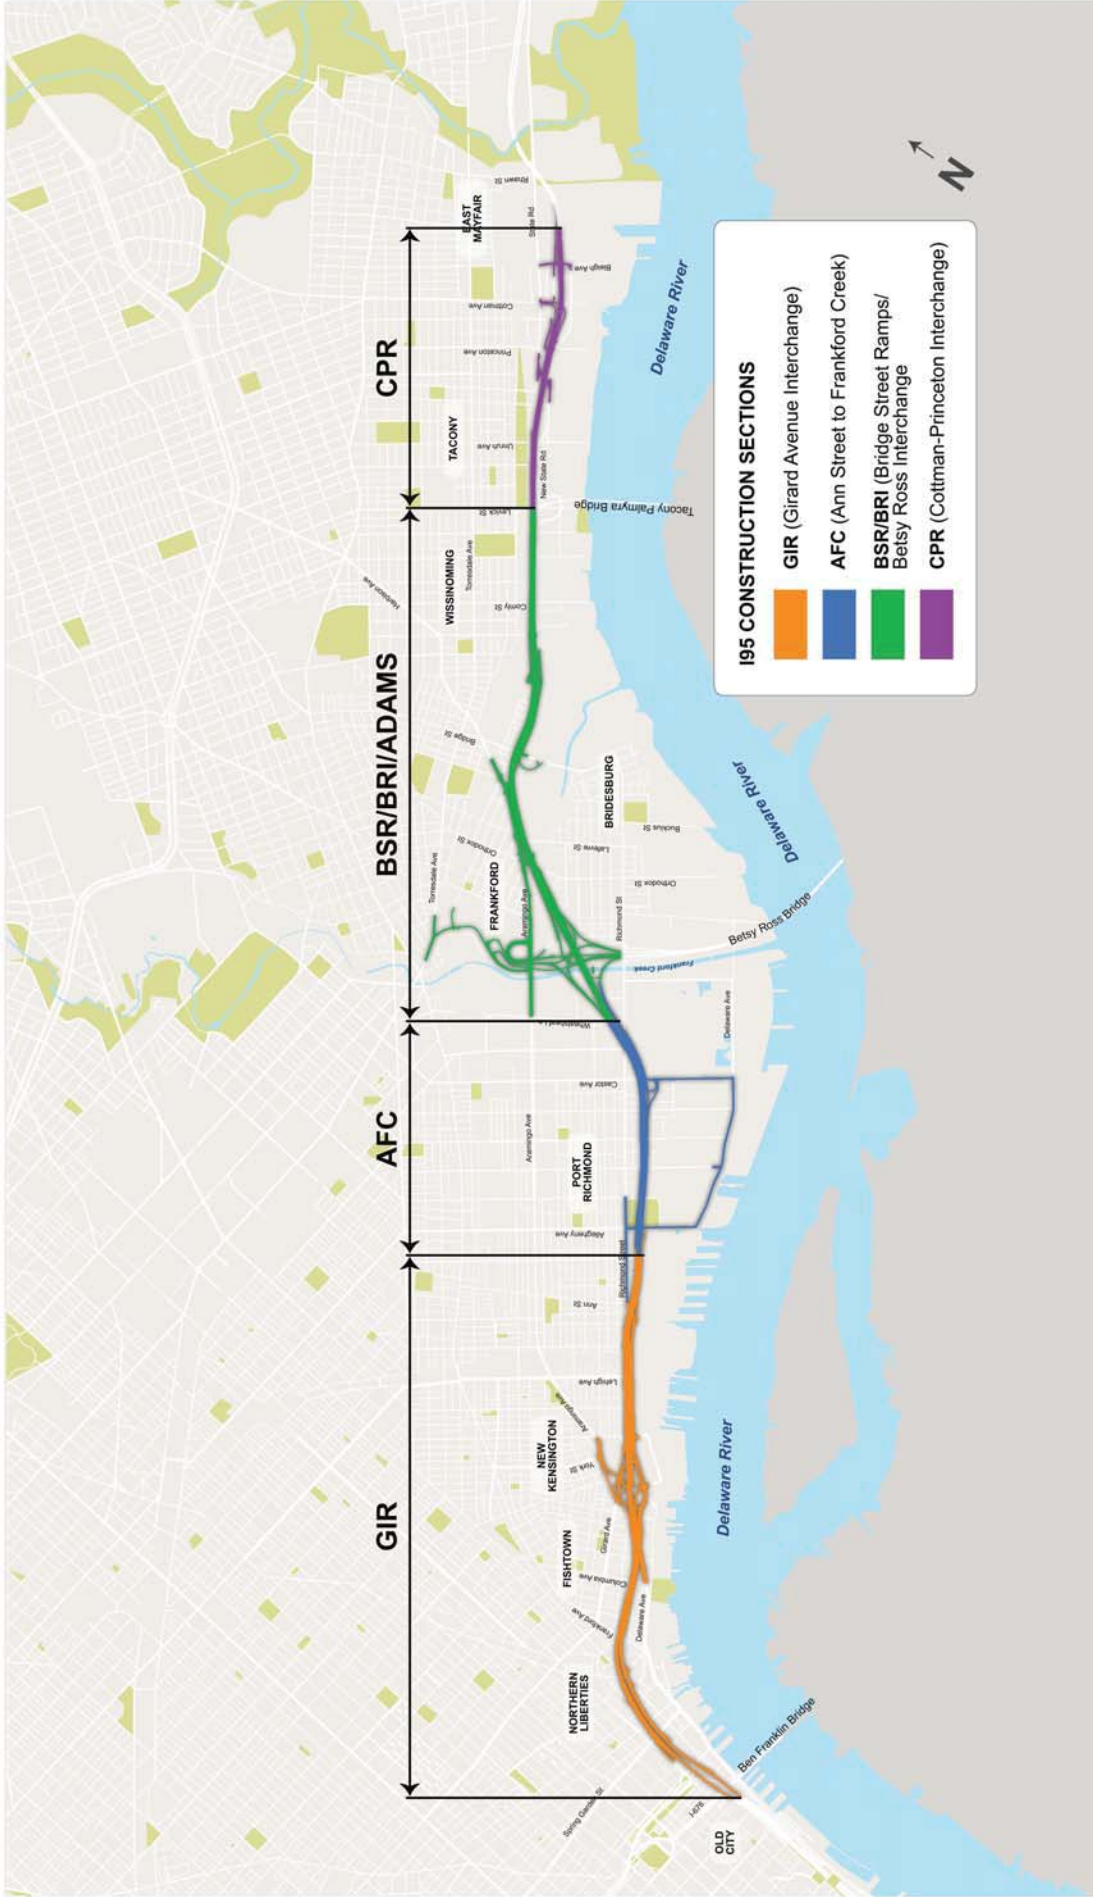 GIR
AFC
BSR/BRI/ADAMS
CPR
OLD
CITY
I-676
Spring Garden St
Ben Franklin Bridge
NORTHERN
LIBERTIES
Frankford Ave
Delaware Ave
Columbia Ave
FISHTOWN
Girard Ave
NEW
KENSINGTON
York St
Aramingo Ave
Lehigh Ave
Ann St
Richmond Street
Delaware River
Allegheny Ave
PORT
RICHMOND
Aramingo Ave
Castor Ave
Delaware Ave
Wheatsheaf Ln
Frankford Creek
Betsy Ross Bridge
Richmond St
Torresdale Ave
FRANKFORD
Aramingo Ave
Orthodox St
Orthodox St
Lefevre St
Buckius St
BRIDESBURG
Delaware River
Bridge St
Harbison Ave
WISSINOMING
Torresdale Ave
Comly St
Levick St
Tacony Palmyra Bridge
New State Rd
Unruh Ave
TACONY
Princeton Ave
Cottman Ave
Bleigh Ave
State Rd
EAST
MAYFAIR
Rhawn St
Delaware River
N
I95 CONSTRUCTION SECTIONS
GIR (Girard Avenue Interchange)
AFC (Ann Street to Frankford Creek)
BSR/BRI (Bridge Street Ramps/
Betsy Ross Interchange
CPR (Cottman-Princeton Interchange)